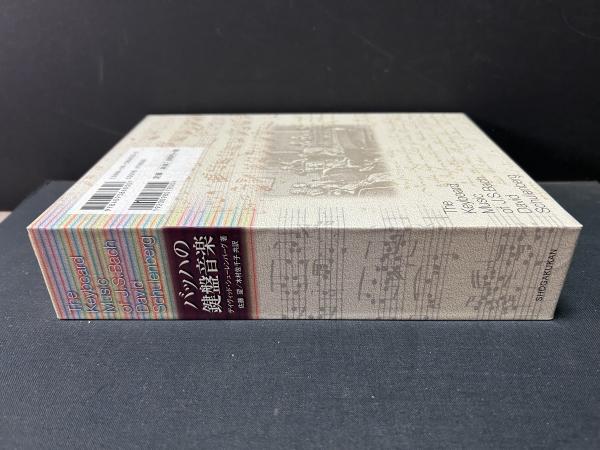 The
Keyboard
Music
of J.S.Bach
David
Schulenberg
バッハの
鍵盤音楽
デイヴィッド・シューレンバーグ 著
佐藤 望/木村佐千子 共訳
SHOGAKUKAN
The
Keyboard
Music
of J.S.Bach
David